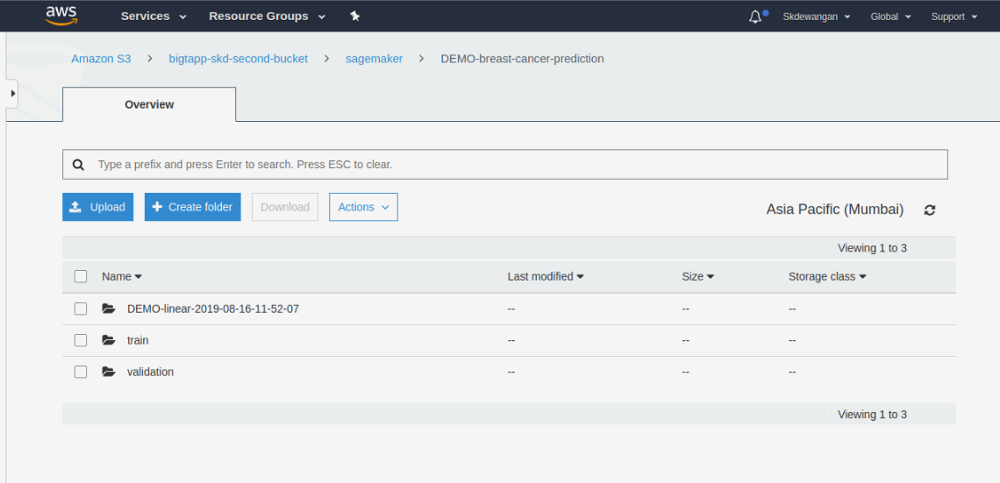 aws Services Resource Groups Skdewangan Global Support
Amazon S3 > bigtapp-skd-second-bucket > sagemaker > DEMO-breast-cancer-prediction
Overview
Type a prefix and press Enter to search. Press ESC to clear.
Upload Create folder Download Actions Asia Pacific (Mumbai)
Viewing 1 to 3
Name Last modified Size Storage class
DEMO-linear-2019-08-16-11-52-07 -- -- --
train -- -- --
validation -- -- --
Viewing 1 to 3